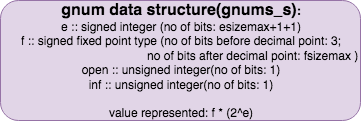 gnum data structure(gnums_s):
e :: signed integer (no of bits: esizemax+1+1)
f :: signed fixed point type (no of bits before decimal point: 3;
no of bits after decimal point: fsizemax )
open :: unsigned integer(no of bits: 1)
inf :: unsigned integer(no of bits: 1)
value represented: f * (2^e)